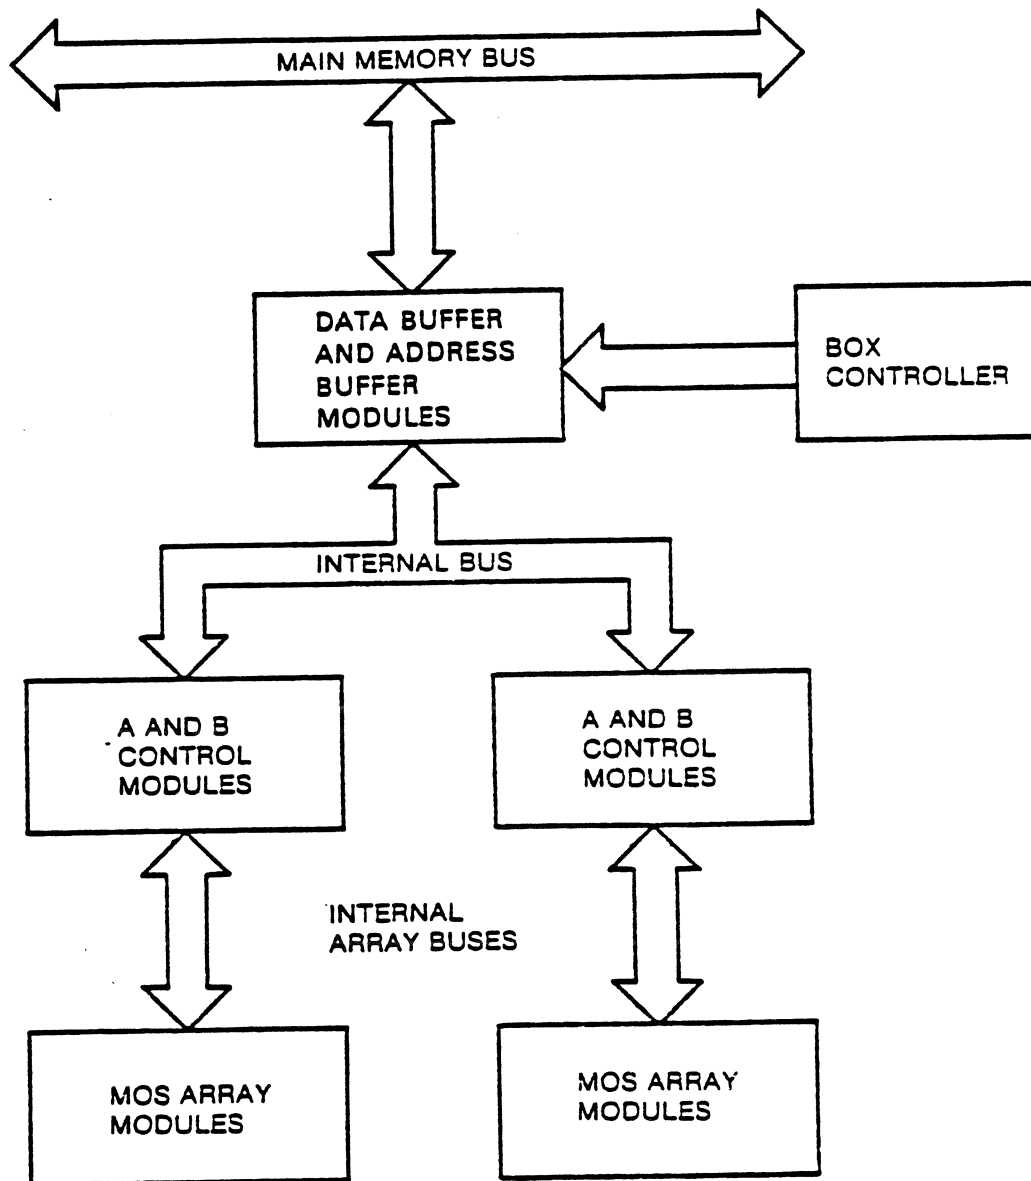 MAIN MEMORY BUS
DATA BUFFER
AND ADDRESS
BUFFER
MODULES
BOX
CONTROLLER
INTERNAL BUS
A AND B
CONTROL
MODULES
A AND B
CONTROL
MODULES
INTERNAL
ARRAY BUSES
MOS ARRAY
MODULES
MOS ARRAY
MODULES